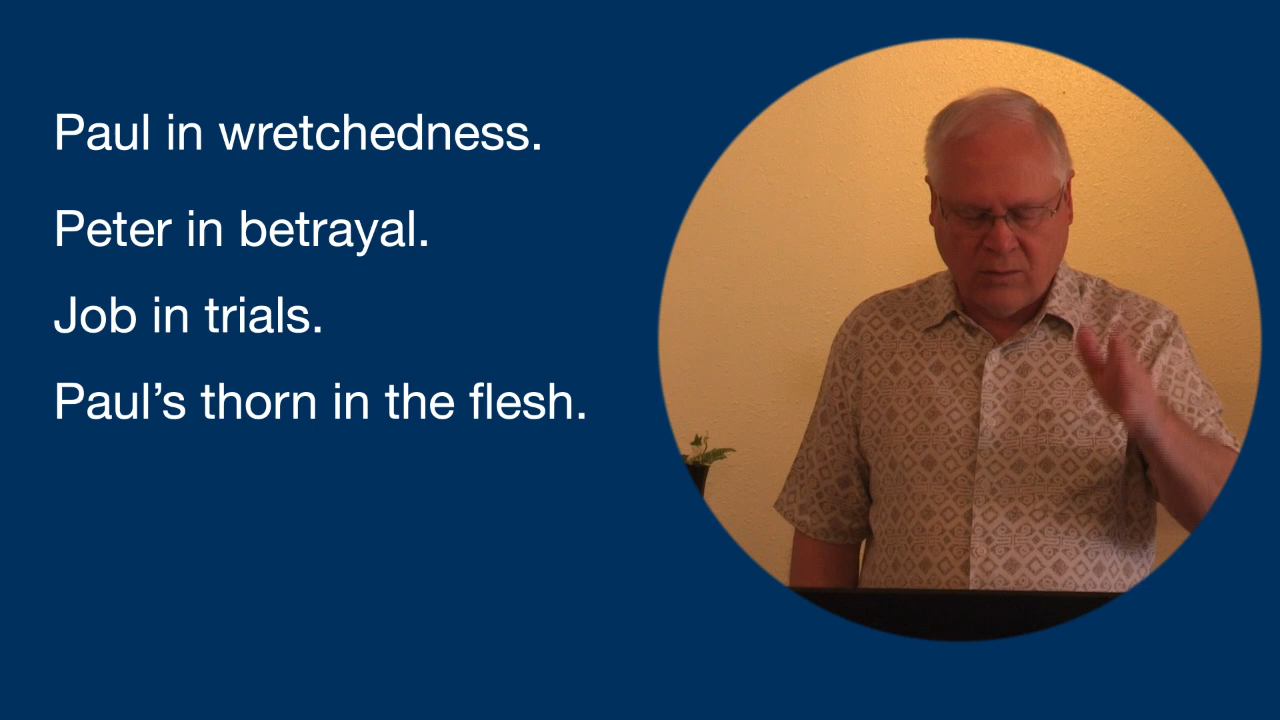 Paul in wretchedness.
Peter in betrayal.
Job in trials.
Paul’s thorn in the flesh.